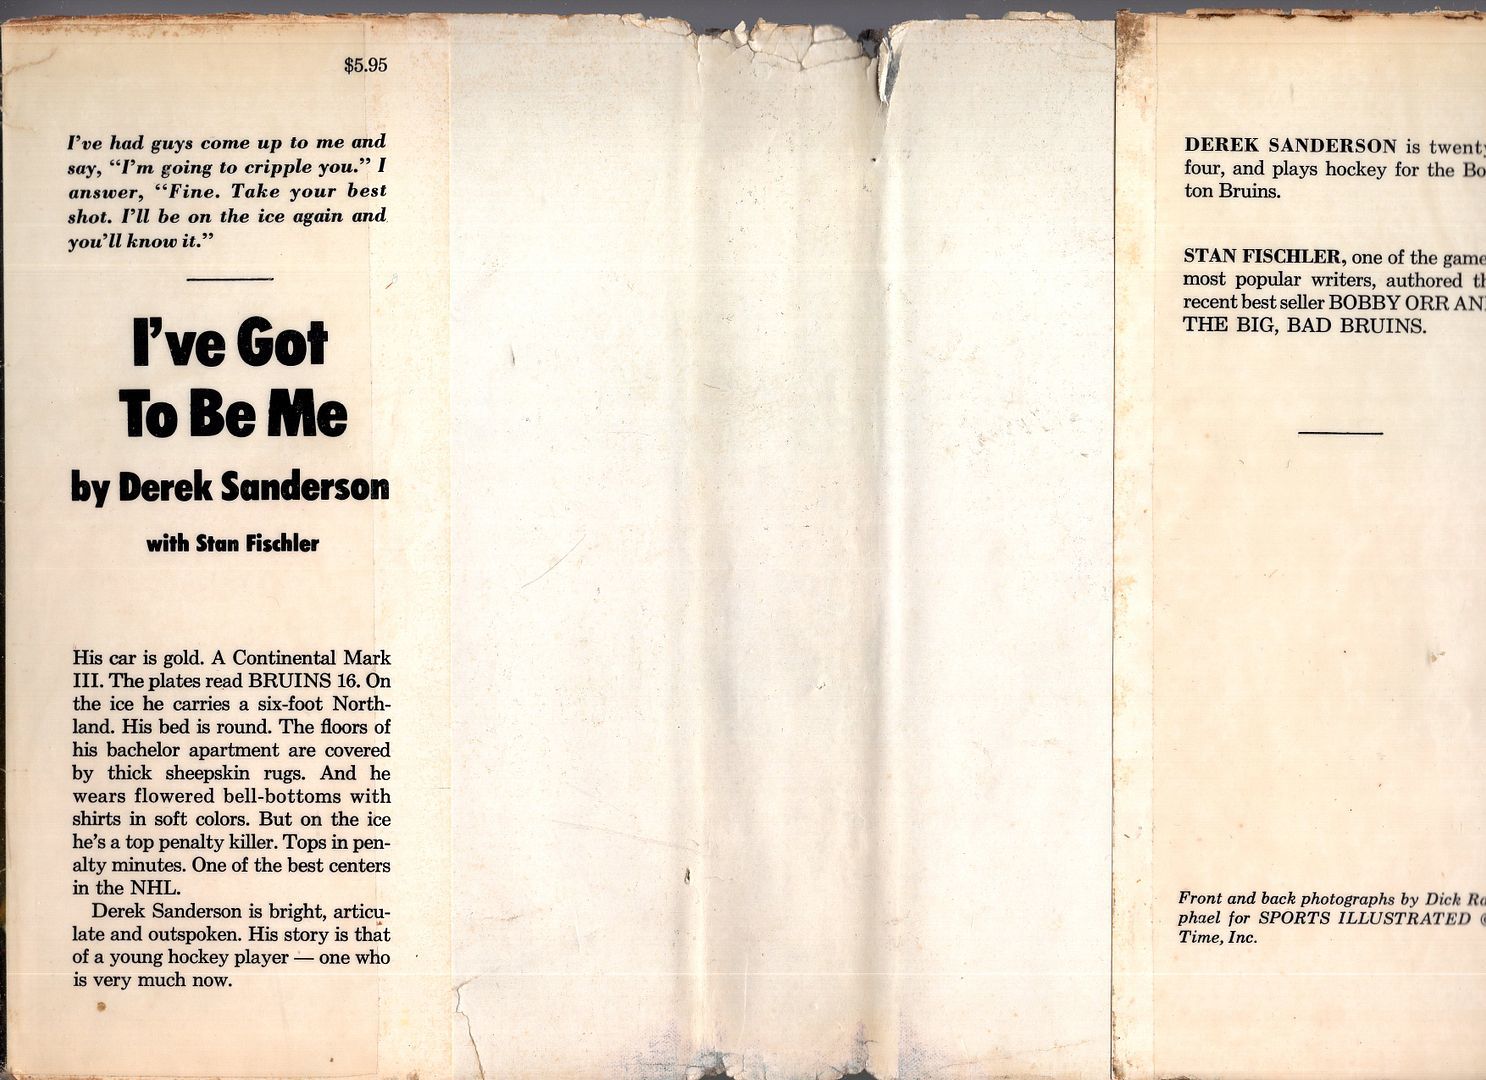 $5.95
I've had guys come up to me and
say, “I'm going to cripple you.” I
answer, “Fine. Take your best
shot. I'll be on the ice again and
you'll know it.”
I've Got
To Be Me
by Derek Sanderson
with Stan Fischler
His car is gold. A Continental Mark
III. The plates read BRUINS 16. On
the ice he carries a six-foot North-
land. His bed is round. The floors of
his bachelor apartment are covered
by thick sheepskin rugs. And he
wears flowered bell-bottoms with
shirts in soft colors. But on the ice
he's a top penalty killer. Tops in pen-
alty minutes. One of the best centers
in the NHL.
Derek Sanderson is bright, articu-
late and outspoken. His story is that
of a young hockey player — one who
is very much now.
DEREK SANDERSON is twenty
four, and plays hockey for the Bo
ton Bruins.
STAN FISCHLER, one of the game
most popular writers, authored th
recent best seller BOBBY ORR AN
THE BIG, BAD BRUINS.
Front and back photographs by Dick Ra
phael for SPORTS ILLUSTRATED ©
Time, Inc.